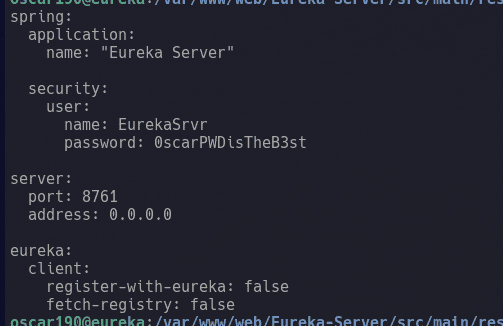 oscar190@eureka:/var/www/web/Eureka-Server/src/main/res
spring:
  application:
    name: "Eureka Server"

  security:
    user:
      name: EurekaSrvr
      password: 0scarPWDisTheB3st

server:
  port: 8761
  address: 0.0.0.0

eureka:
  client:
    register-with-eureka: false
    fetch-registry: false
oscar190@eureka:/var/www/web/Eureka-Server/src/main/res